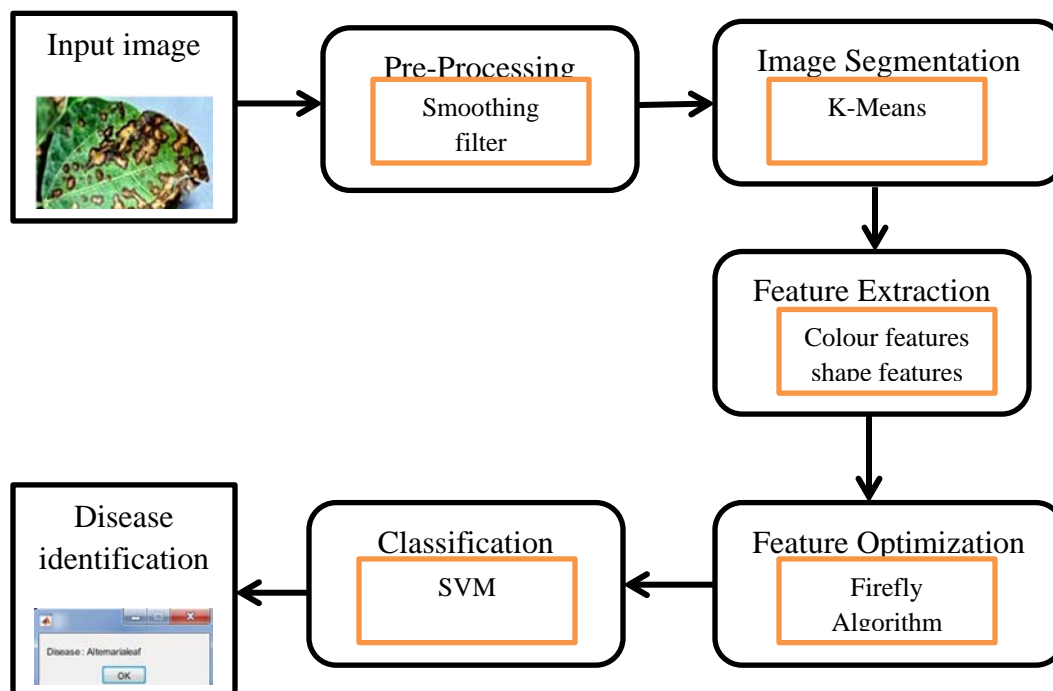 Input image
Pre-Processing
Smoothing
filter
Image Segmentation
K-Means
Feature Extraction
Colour features
shape features
Feature Optimization
Firefly
Algorithm
Classification
SVM
Disease
identification
Disease : Alternarialeaf
OK